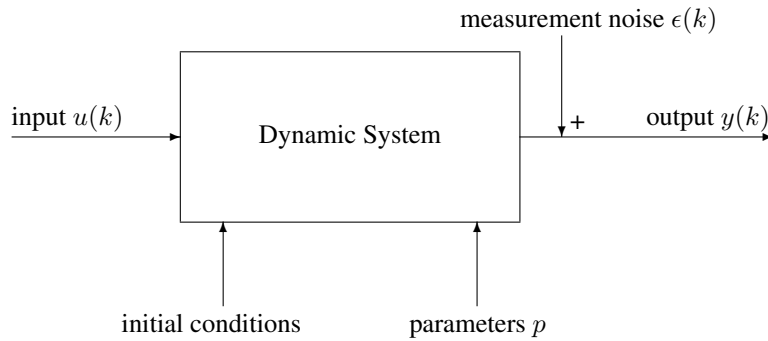 measurement noise ϵ(k)
input u(k)
Dynamic System
+
output y(k)
initial conditions
parameters p